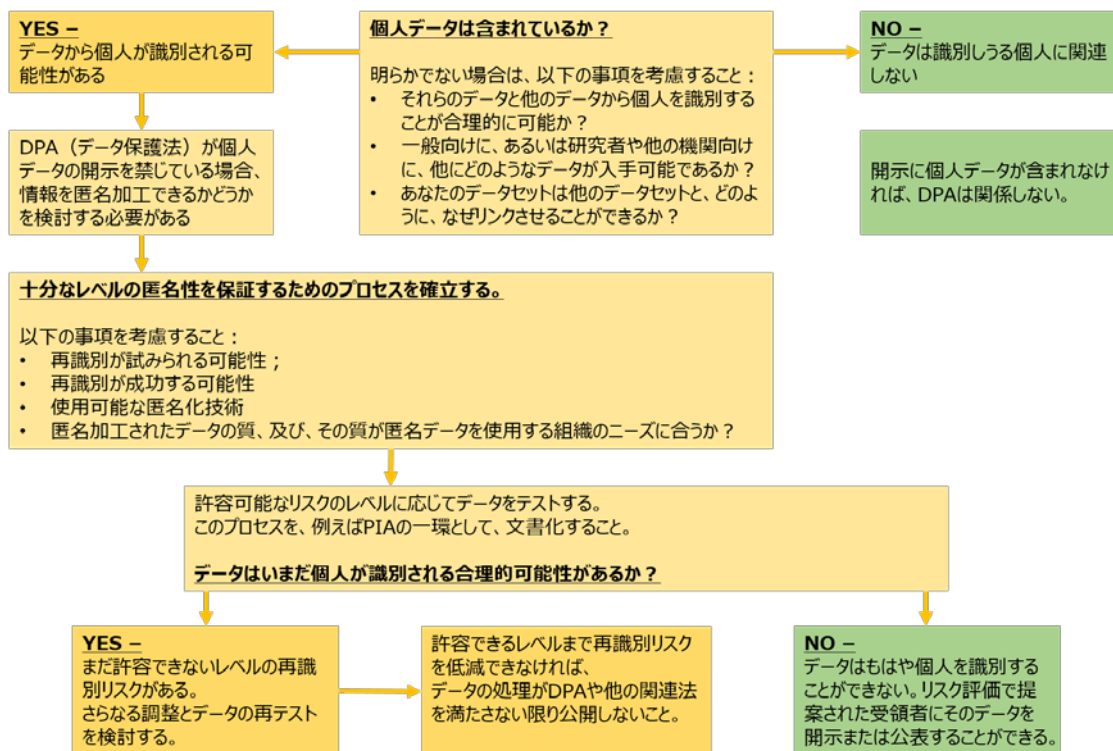 YES –
データから個人が識別される可
能性がある
個人データは含まれているか？
明らかでない場合は、以下の事項を考慮すること：
• それらのデータと他のデータから個人を識別する
ことが合理的に可能か？
• 一般向けに、あるいは研究者や他の機関向け
に、他にどのようなデータが入手可能であるか？
• あなたのデータセットは他のデータセットと、どのよ
うに、なぜリンクさせることができるか？
NO –
データは識別しうる個人に関連
しない
DPA（データ保護法）が個人
データの開示を禁じている場合、
情報を匿名加工できるかどうか
を検討する必要がある
開示に個人データが含まれなけ
れば、DPAは関係しない。
十分なレベルの匿名性を保証するためのプロセスを確立する。
以下の事項を考慮すること：
• 再識別が試みられる可能性；
• 再識別が成功する可能性
• 使用可能な匿名化技術
• 匿名加工されたデータの質、及び、その質が匿名データを使用する組織のニーズに合うか？
許容可能なリスクのレベルに応じてデータをテストする。
このプロセスを、例えばPIAの一環として、文書化すること。
データはいまだ個人が識別される合理的可能性があるか？
YES –
まだ許容できないレベルの再識
別リスクがある。
さらなる調整とデータの再テスト
を検討する。
許容できるレベルまで再識別リスク
を低減できなければ、
データの処理がDPAや他の関連法
を満たさない限り公開しないこと。
NO –
データはもはや個人を識別する
ことができない。リスク評価で提
案された受領者にそのデータを
開示または公表することができる。